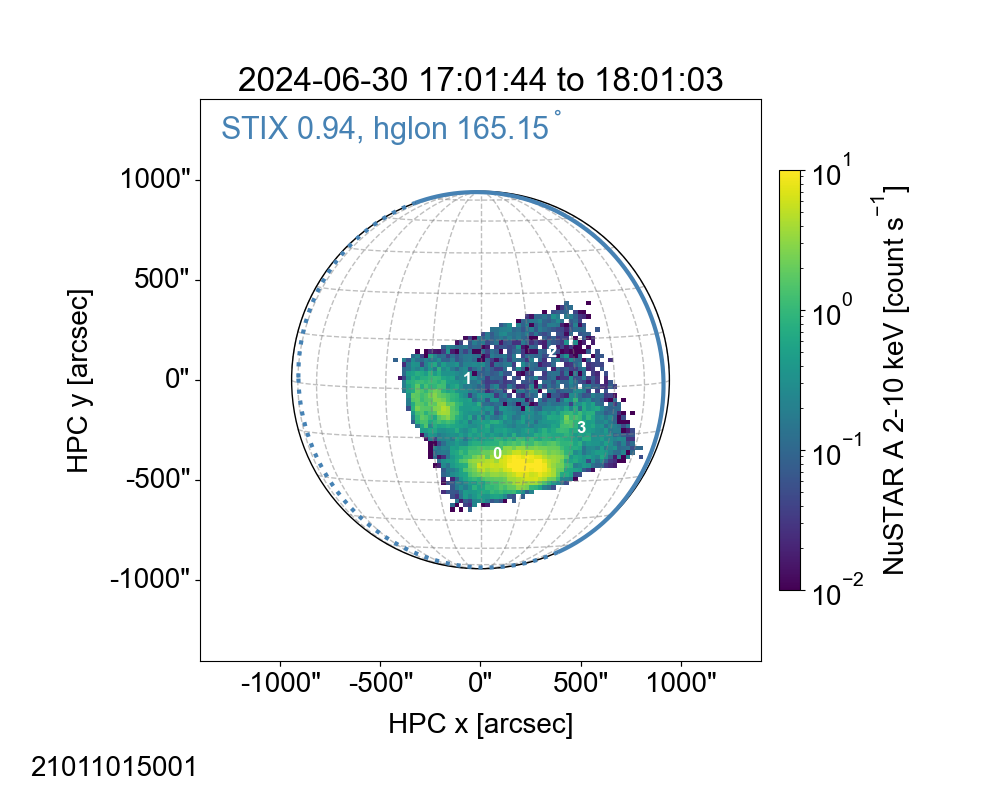 2024-06-30 17:01:44 to 18:01:03
STIX 0.94, hglon 165.15°
1000"
500"
0"
-500"
-1000"
HPC y [arcsec]
2
1
3
0
-1000" -500" 0" 500" 1000"
HPC x [arcsec]
10¹
10⁰
10⁻¹
10⁻²
NuSTAR A 2-10 keV [count s⁻¹]
21011015001